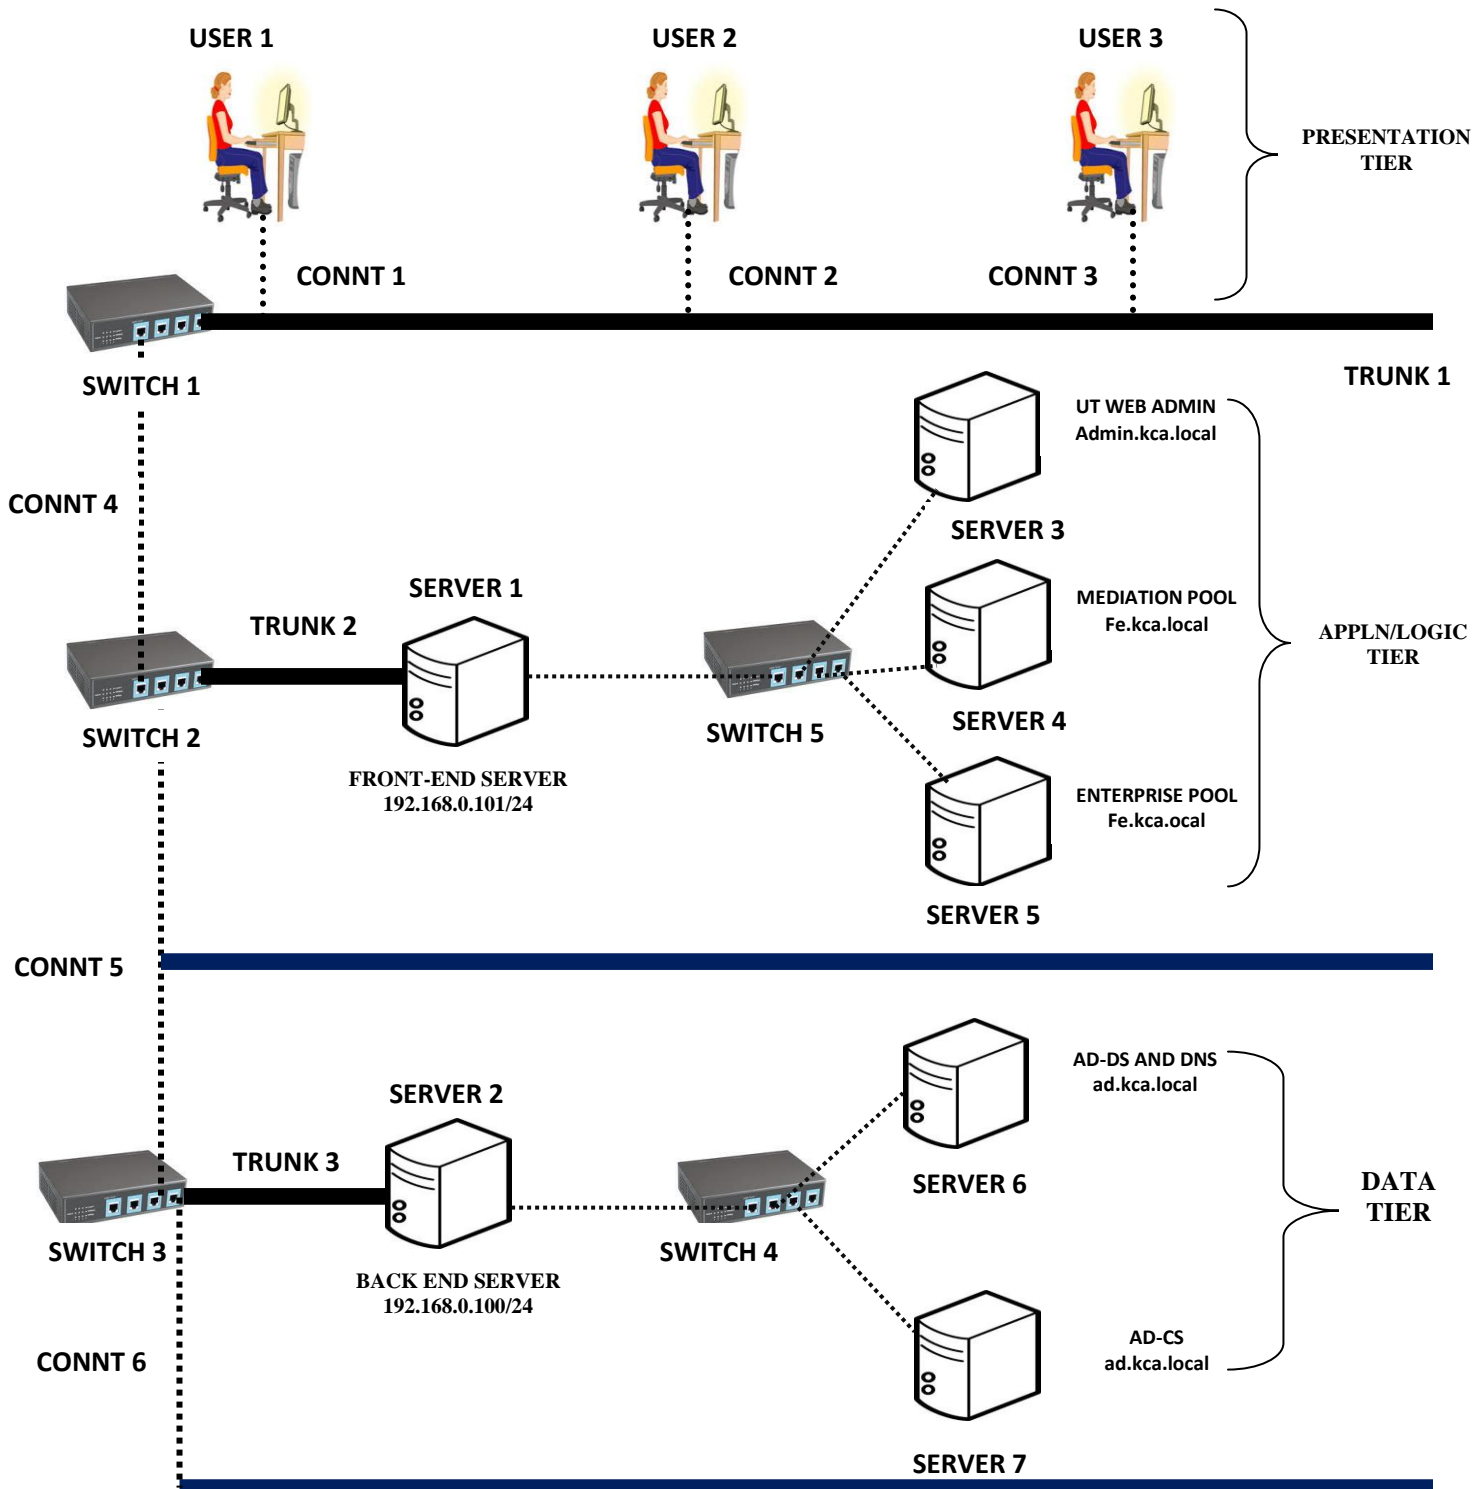 USER 1
USER 2
USER 3
PRESENTATION
TIER
CONNT 1
CONNT 2
CONNT 3
SWITCH 1
TRUNK 1
UT WEB ADMIN
Admin.kca.local
CONNT 4
SERVER 3
SERVER 1
MEDIATION POOL
Fe.kca.local
TRUNK 2
APPLN/LOGIC
TIER
SWITCH 2
SWITCH 5
SERVER 4
FRONT-END SERVER
192.168.0.101/24
ENTERPRISE POOL
Fe.kca.ocal
SERVER 5
CONNT 5
AD-DS AND DNS
ad.kca.local
SERVER 2
TRUNK 3
SERVER 6
DATA
TIER
SWITCH 3
SWITCH 4
BACK END SERVER
192.168.0.100/24
CONNT 6
AD-CS
ad.kca.local
SERVER 7